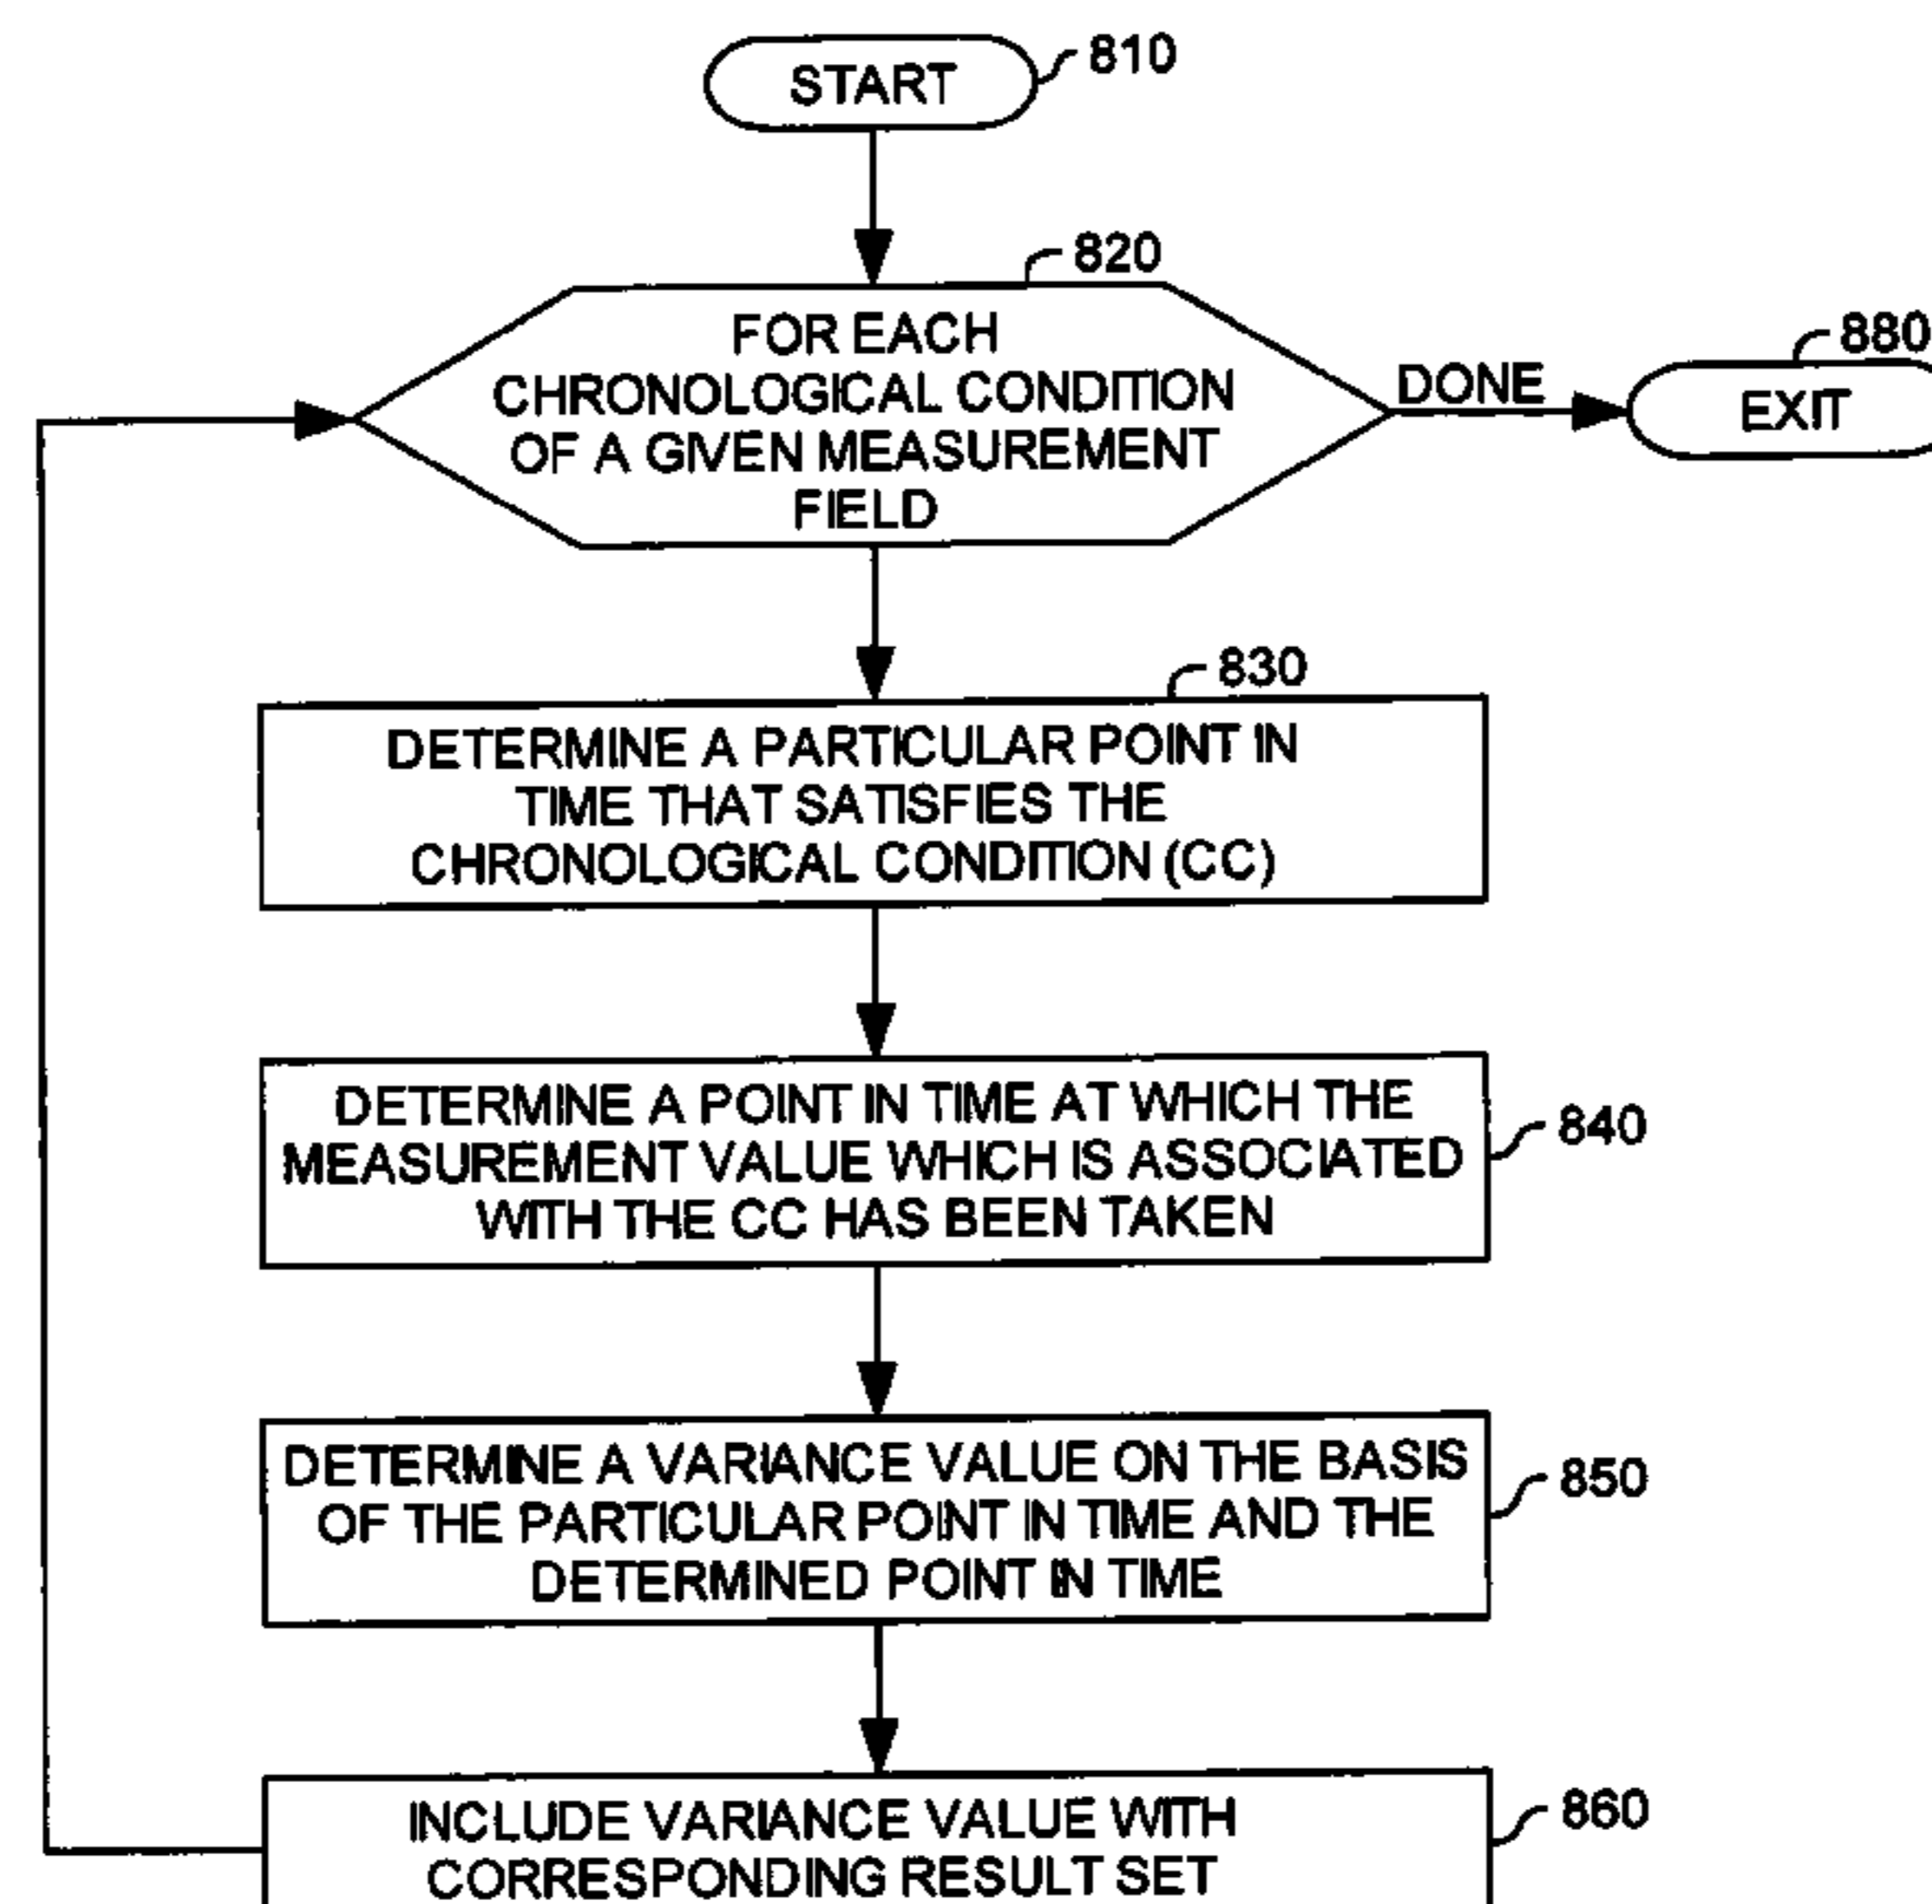 START
810
820
FOR EACH
CHRONOLOGICAL CONDITION
OF A GIVEN MEASUREMENT
FIELD
DONE
880
EXIT
830
DETERMINE A PARTICULAR POINT IN
TIME THAT SATISFIES THE
CHRONOLOGICAL CONDITION (CC)
DETERMINE A POINT IN TIME AT WHICH THE
MEASUREMENT VALUE WHICH IS ASSOCIATED
WITH THE CC HAS BEEN TAKEN
840
DETERMINE A VARIANCE VALUE ON THE BASIS
OF THE PARTICULAR POINT IN TIME AND THE
DETERMINED POINT IN TIME
850
INCLUDE VARIANCE VALUE WITH
CORRESPONDING RESULT SET
860